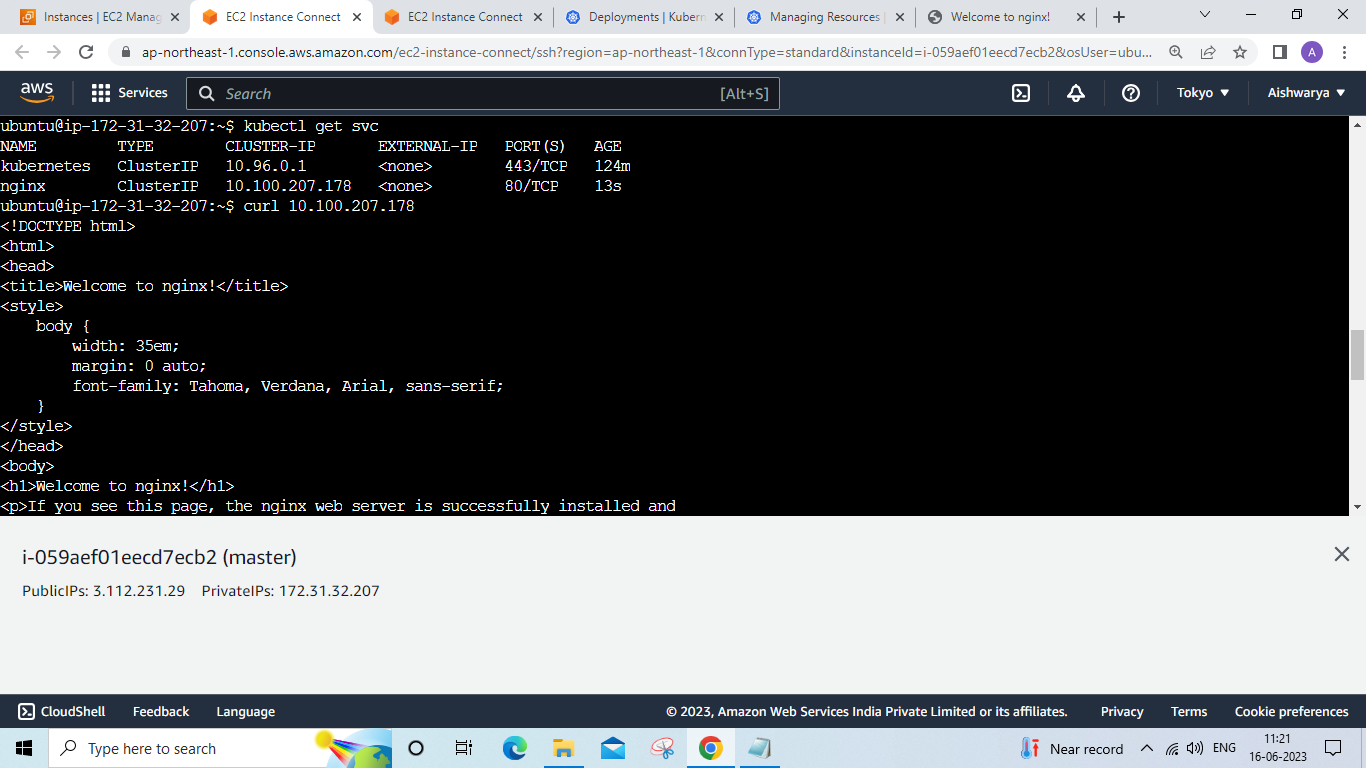 Instances | EC2 Manag
EC2 Instance Connect
EC2 Instance Connect
Deployments | Kubern
Managing Resources |
Welcome to nginx!
ap-northeast-1.console.aws.amazon.com/ec2-instance-connect/ssh?region=ap-northeast-1&connType=standard&instanceId=i-059aef01eecd7ecb2&osUser=ubu...
A
aws
Services
Search
[Alt+S]
Tokyo
Aishwarya
ubuntu@ip-172-31-32-207:~$ kubectl get svc
NAME TYPE CLUSTER-IP EXTERNAL-IP PORT(S) AGE
kubernetes ClusterIP 10.96.0.1 <none> 443/TCP 124m
nginx ClusterIP 10.100.207.178 <none> 80/TCP 13s
ubuntu@ip-172-31-32-207:~$ curl 10.100.207.178
<!DOCTYPE html>
<html>
<head>
<title>Welcome to nginx!</title>
<style>
body {
width: 35em;
margin: 0 auto;
font-family: Tahoma, Verdana, Arial, sans-serif;
}
</style>
</head>
<body>
<h1>Welcome to nginx!</h1>
<p>If you see this page, the nginx web server is successfully installed and
i-059aef01eecd7ecb2 (master)
PublicIPs: 3.112.231.29 PrivateIPs: 172.31.32.207
CloudShell Feedback Language
© 2023, Amazon Web Services India Private Limited or its affiliates.
Privacy Terms Cookie preferences
Type here to search
Near record
ENG
11:21
16-06-2023